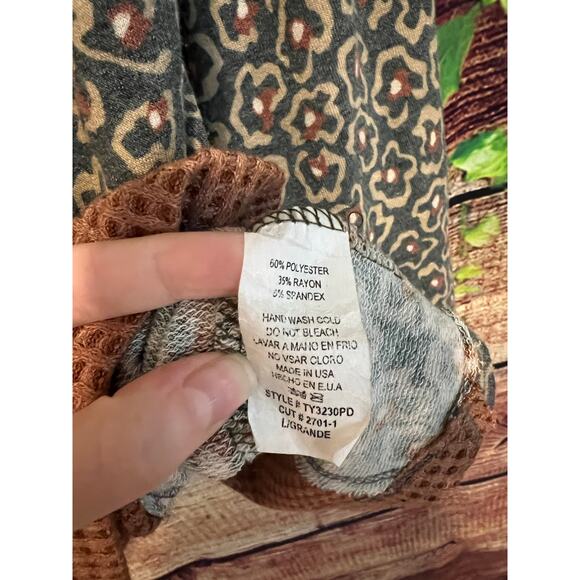 60% POLYESTER
35% RAYON
5% SPANDEX
HAND WASH COLD
DO NOT BLEACH
LAVAR A MANO EN FRIO
NO VSAR CLORO
MADE IN USA
HECHO EN E.U.A
STYLE # TY3230PD
CUT # 2701-1
L/GRANDE